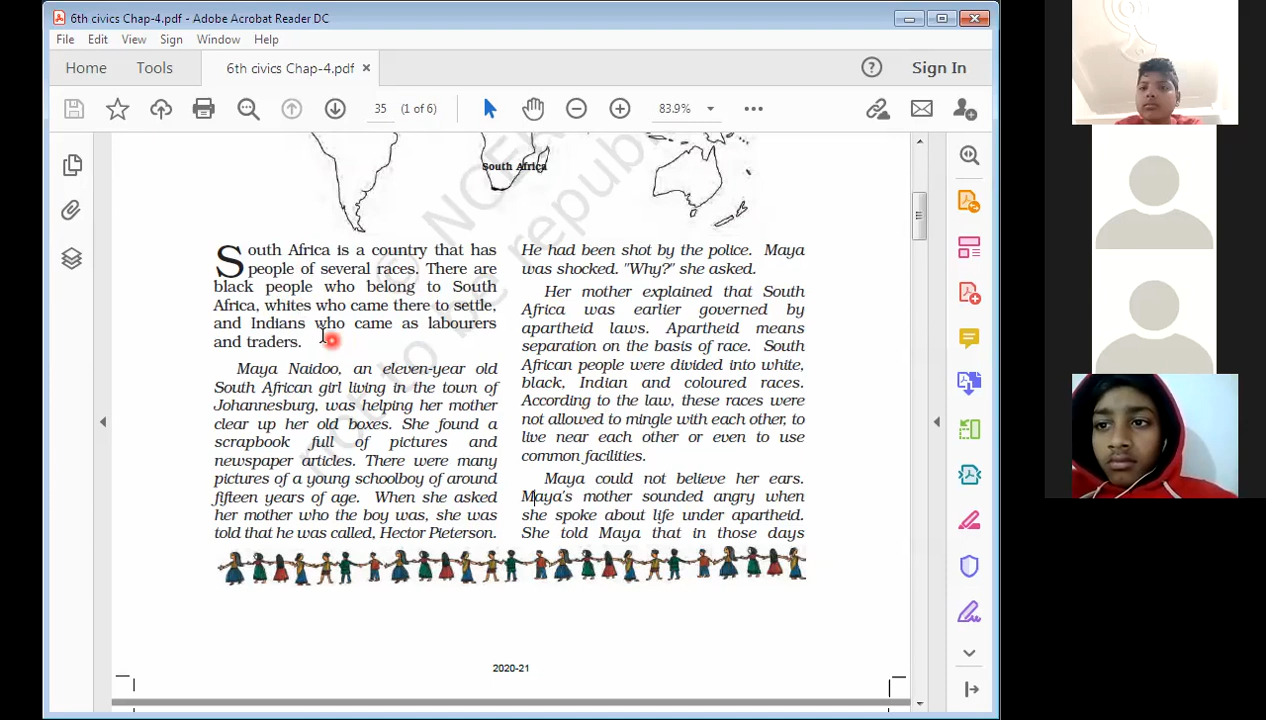 6th civics Chap-4.pdf - Adobe Acrobat Reader DC
File Edit View Sign Window Help
Home Tools 6th civics Chap-4.pdf × Sign In
35 (1 of 6) 83.9%
South Africa
© NCE
not to be republ
South Africa is a country that has
people of several races. There are
black people who belong to South
Africa, whites who came there to settle,
and Indians who came as labourers
and traders.
Maya Naidoo, an eleven-year old
South African girl living in the town of
Johannesburg, was helping her mother
clear up her old boxes. She found a
scrapbook full of pictures and
newspaper articles. There were many
pictures of a young schoolboy of around
fifteen years of age. When she asked
her mother who the boy was, she was
told that he was called, Hector Pieterson.
He had been shot by the police. Maya
was shocked. "Why?" she asked.
Her mother explained that South
Africa was earlier governed by
apartheid laws. Apartheid means
separation on the basis of race. South
African people were divided into white,
black, Indian and coloured races.
According to the law, these races were
not allowed to mingle with each other, to
live near each other or even to use
common facilities.
Maya could not believe her ears.
Maya's mother sounded angry when
she spoke about life under apartheid.
She told Maya that in those days
2020-21